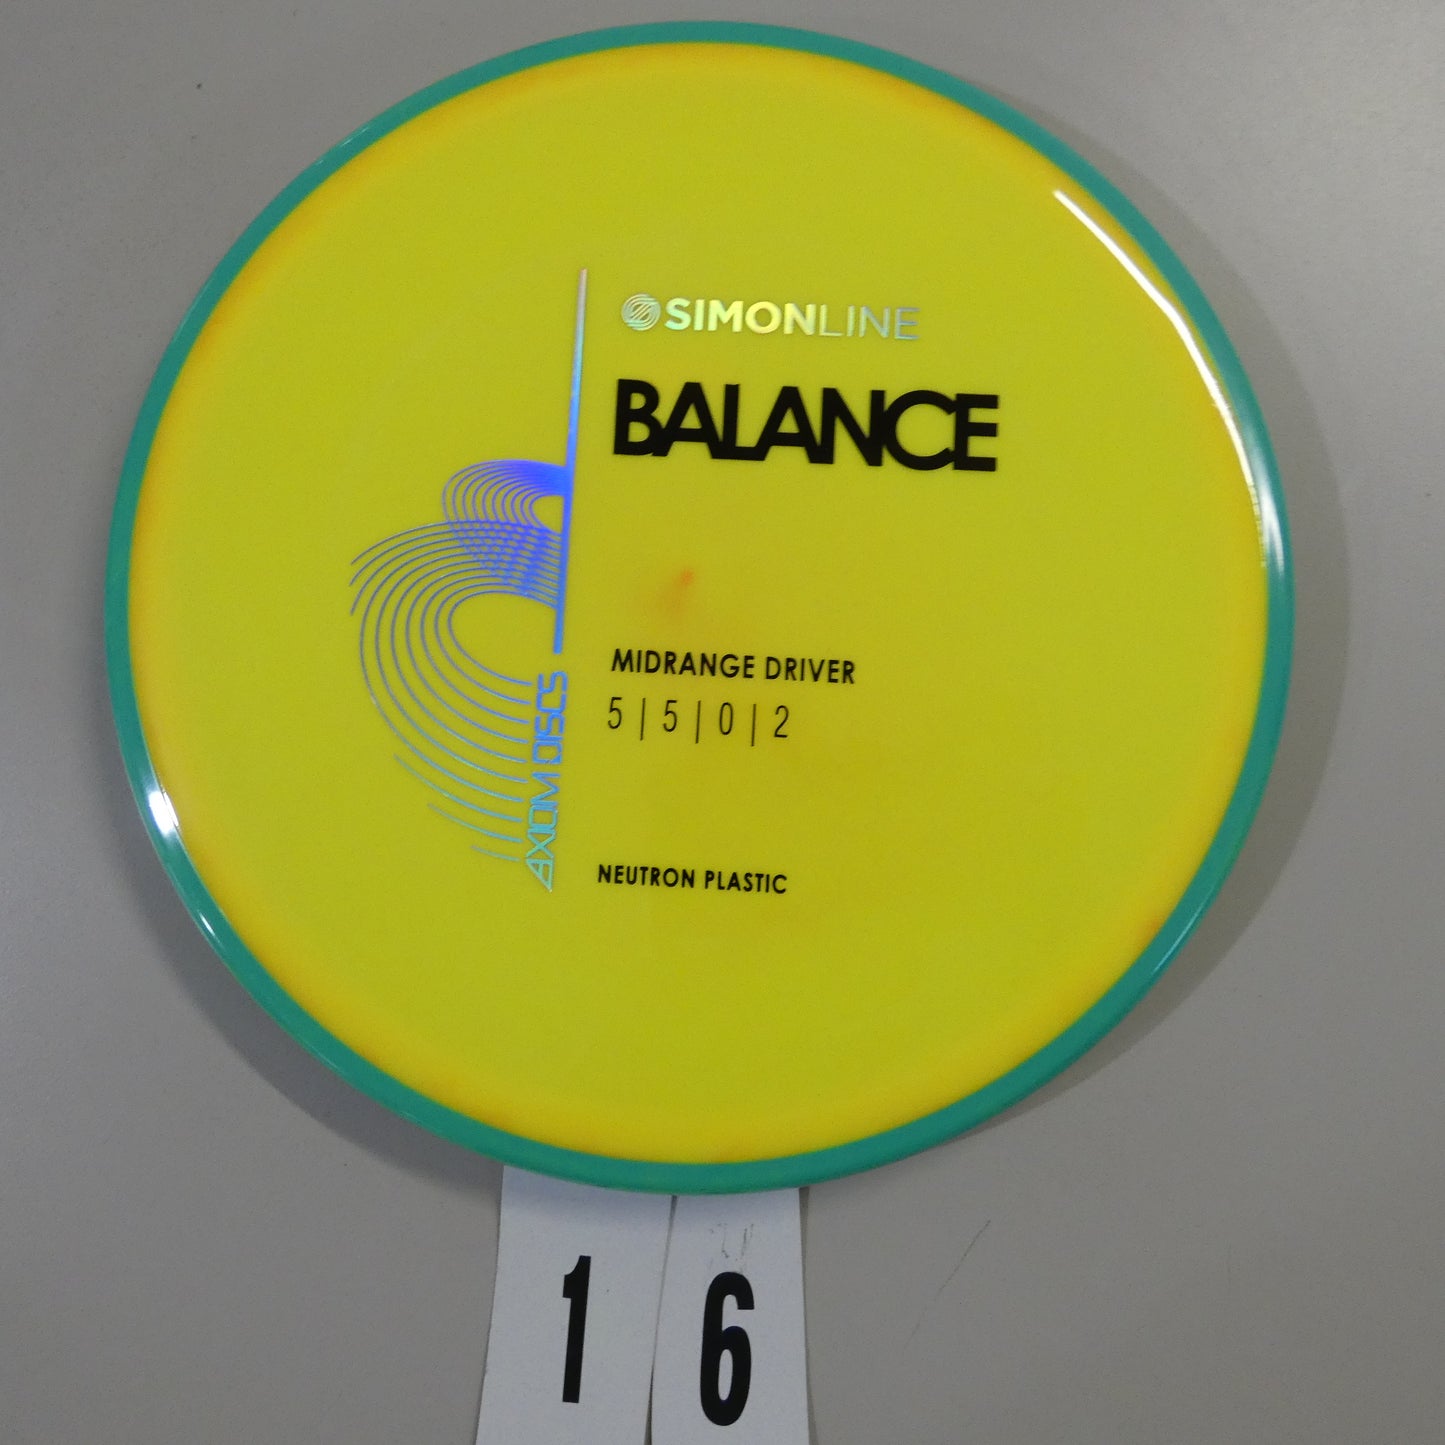 SIMONLINE
BALANCE
MIDRANGE DRIVER
5 | 5 | 0 | 2
AXIOM DISCS
NEUTRON PLASTIC
1 6